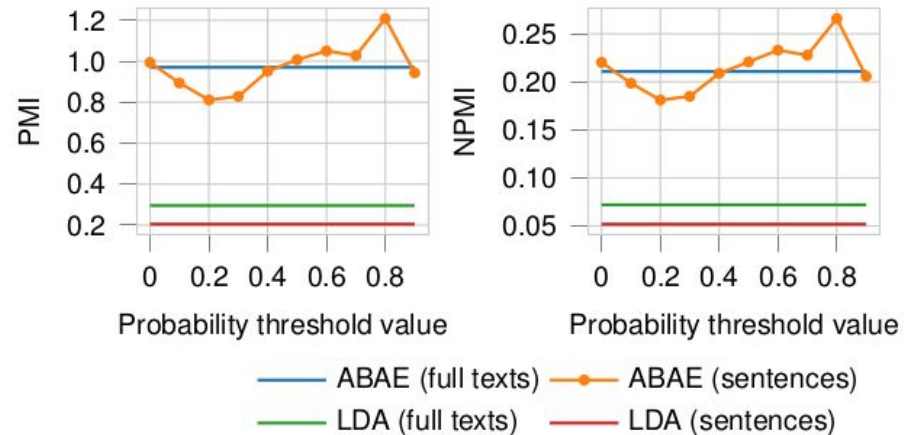 1.2
1.0
0.8
0.6
0.4
0.2
PMI
0 0.2 0.4 0.6 0.8
Probability threshold value
0.25
0.20
0.15
0.10
0.05
NPMI
0 0.2 0.4 0.6 0.8
Probability threshold value
ABAE (full texts) ABAE (sentences)
LDA (full texts) LDA (sentences)